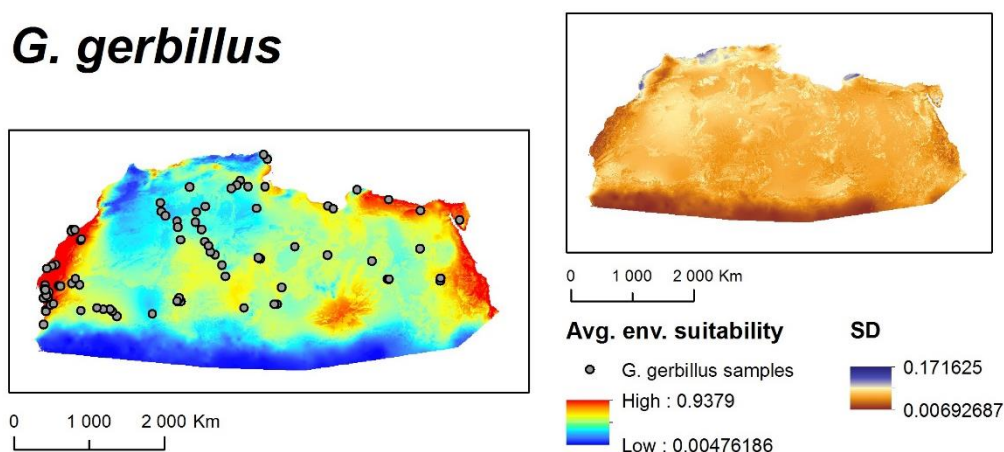 G. gerbillus
0 1 000 2 000 Km
0 1 000 2 000 Km
Avg. env. suitability
G. gerbillus samples
High : 0.9379
Low : 0.00476186
SD
0.171625
0.00692687